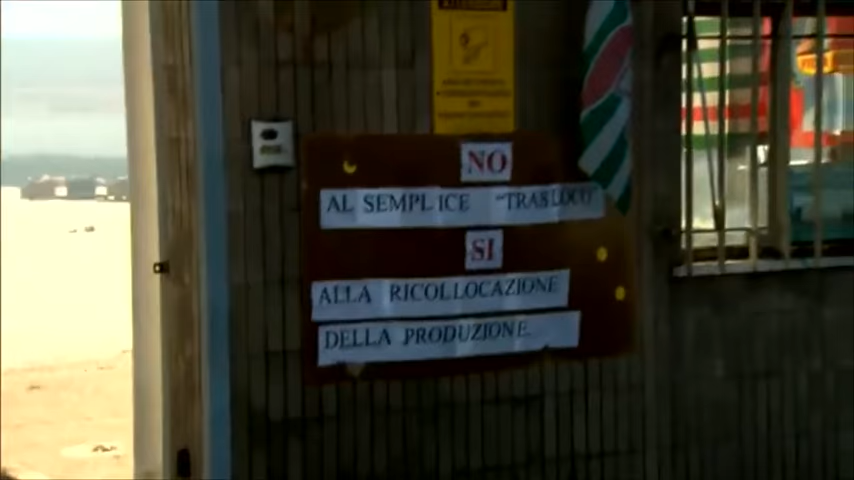 NO
AL SEMPLICE "TRASLOCO"
SI
ALLA RICOLLOCAZIONE
DELLA PRODUZIONE